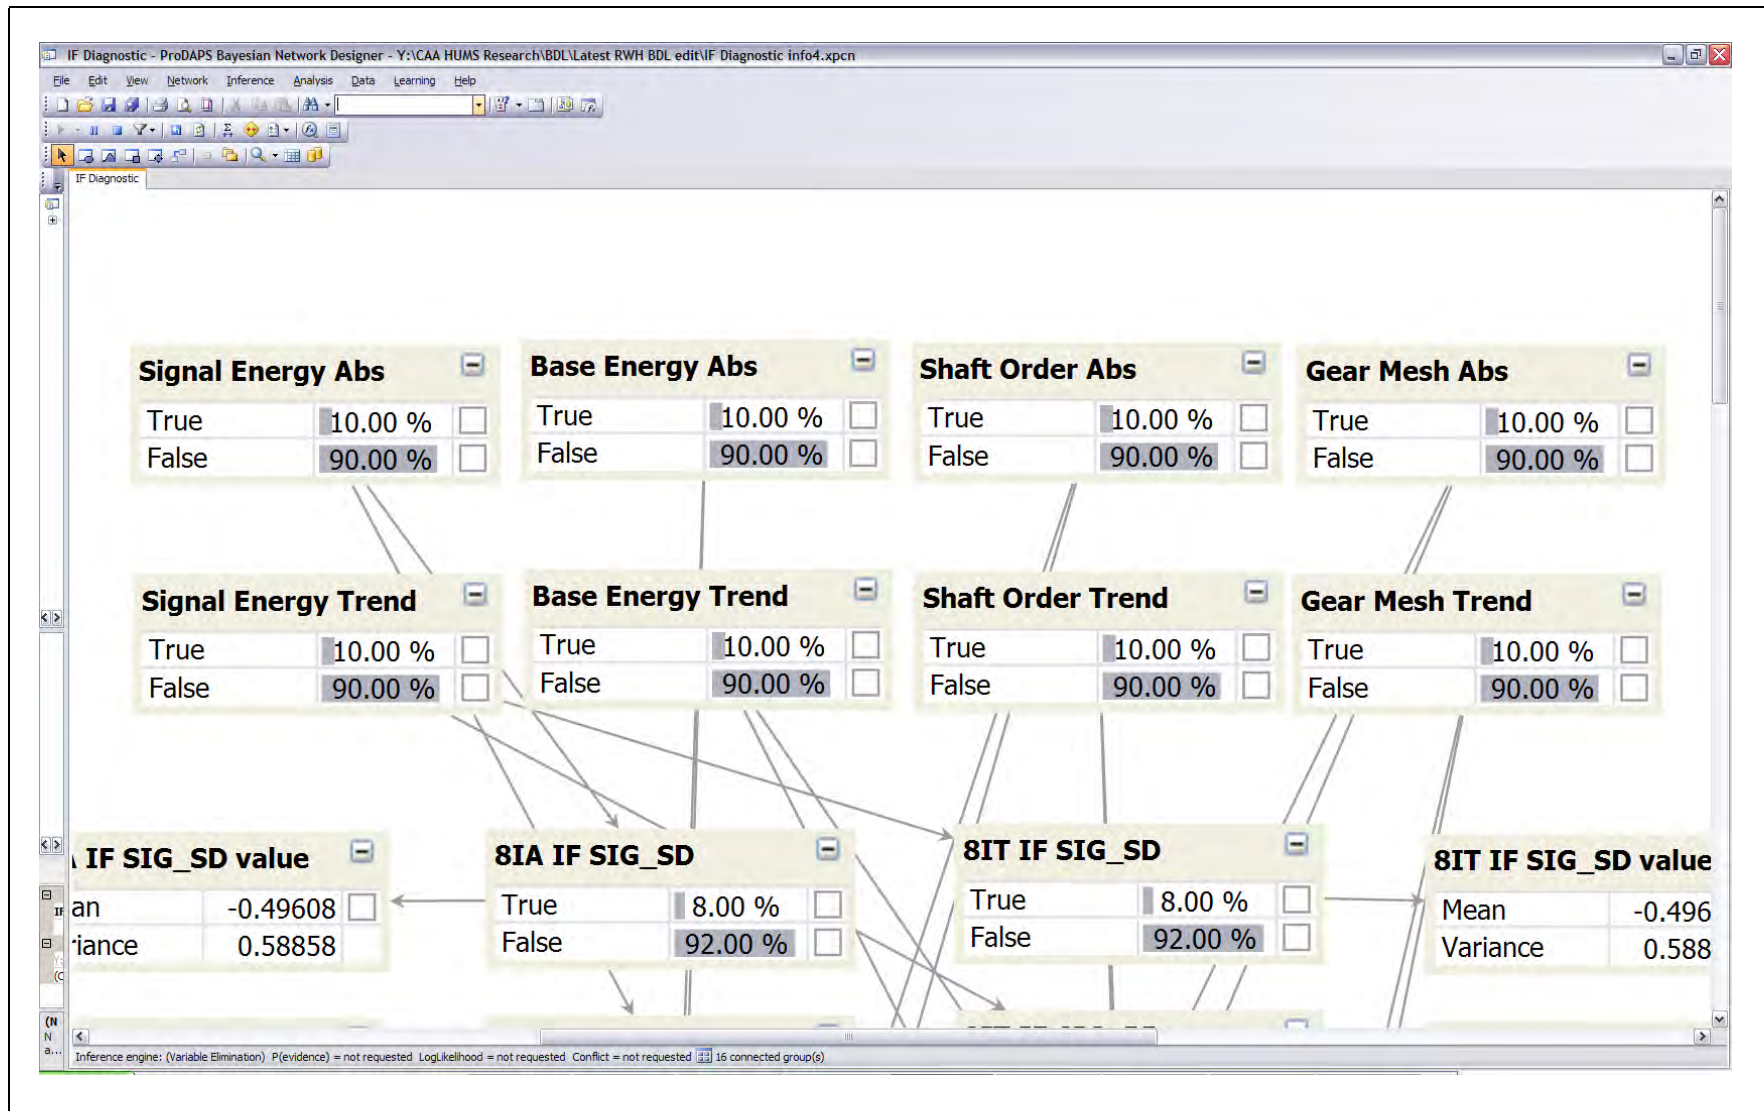 IF Diagnostic - ProDAPS Bayesian Network Designer - Y:\CAA HUMS Research\BDL\Latest RWH BDL edit\IF Diagnostic info4.xpcn
File Edit View Network Inference Analysis Data Learning Help
IF Diagnostic
Signal Energy Abs
True 10.00 %
False 90.00 %
Base Energy Abs
True 10.00 %
False 90.00 %
Shaft Order Abs
True 10.00 %
False 90.00 %
Gear Mesh Abs
True 10.00 %
False 90.00 %
Signal Energy Trend
True 10.00 %
False 90.00 %
Base Energy Trend
True 10.00 %
False 90.00 %
Shaft Order Trend
True 10.00 %
False 90.00 %
Gear Mesh Trend
True 10.00 %
False 90.00 %
IF SIG_SD value
an -0.49608
iance 0.58858
8IA IF SIG_SD
True 8.00 %
False 92.00 %
8IT IF SIG_SD
True 8.00 %
False 92.00 %
8IT IF SIG_SD value
Mean -0.496
Variance 0.588
IF
(N
N
a...
Inference engine: (Variable Elimination) P(evidence) = not requested LogLikelihood = not requested Conflict = not requested 16 connected group(s)